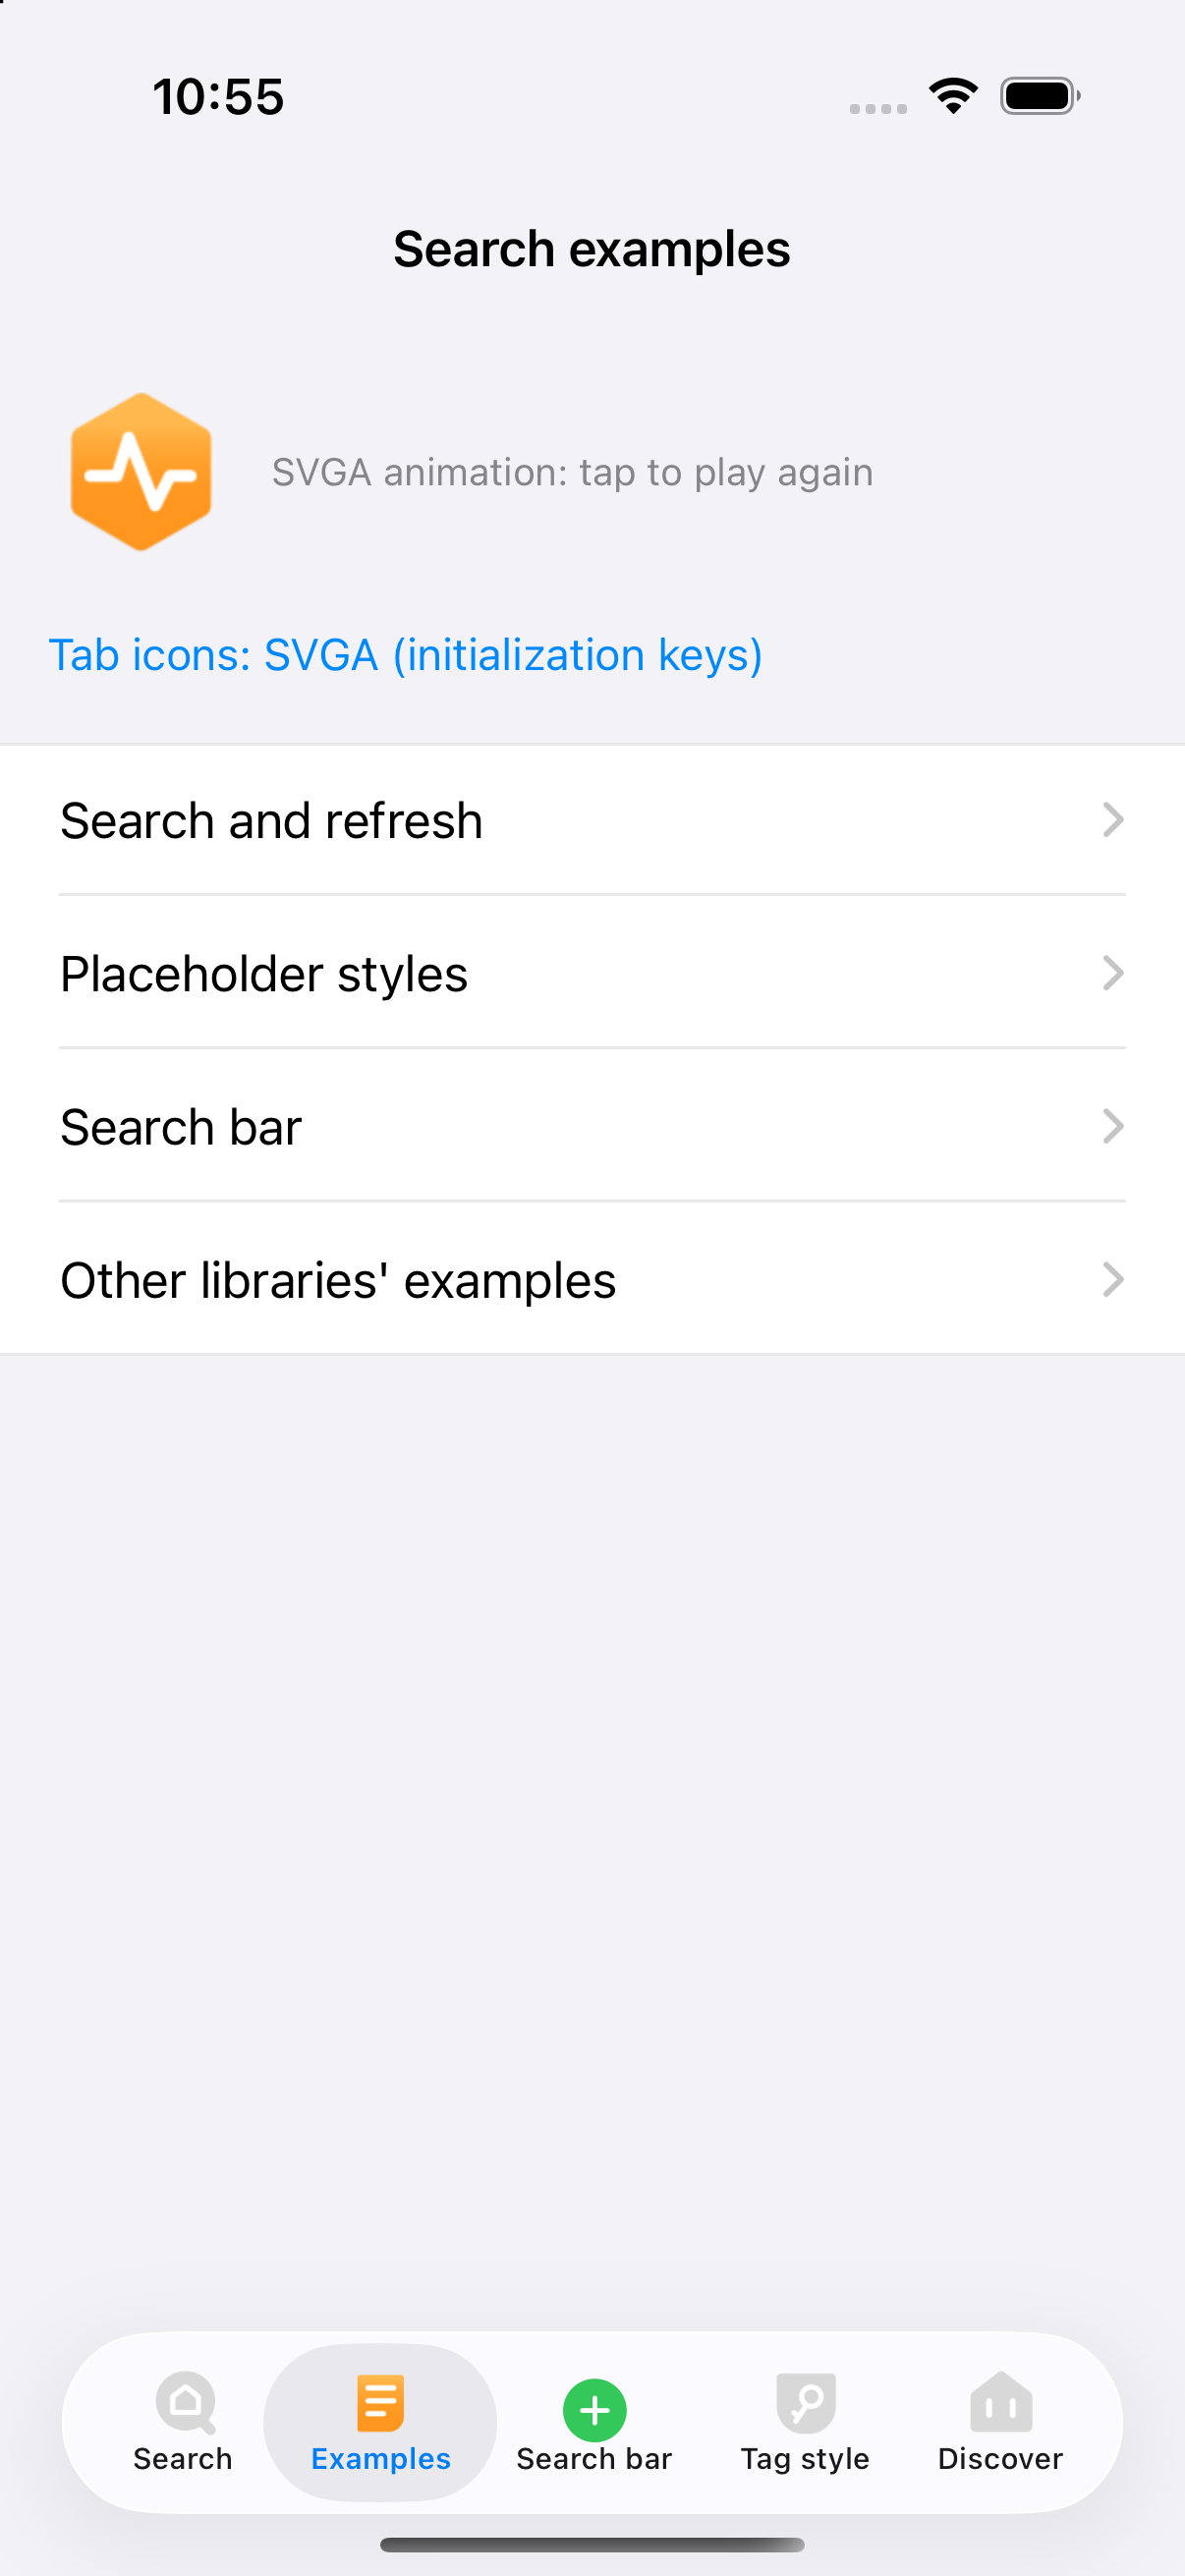 10:55
Search examples
SVGA animation: tap to play again
Tab icons: SVGA (initialization keys)
Search and refresh
Placeholder styles
Search bar
Other libraries' examples
Search
Examples
Search bar
Tag style
Discover